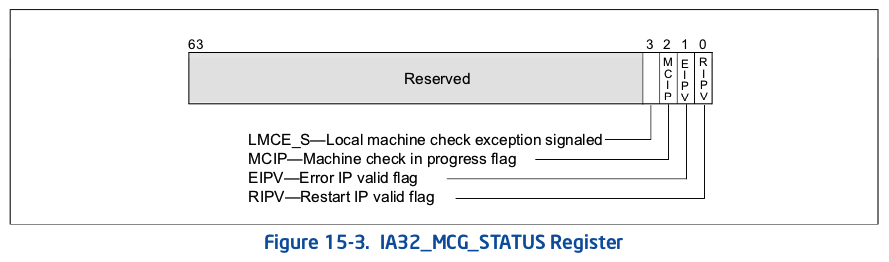 63 3 2 1 0
Reserved MCIP EIPV RIPV
LMCE_S—Local machine check exception signaled
MCIP—Machine check in progress flag
EIPV—Error IP valid flag
RIPV—Restart IP valid flag
Figure 15-3. IA32_MCG_STATUS Register